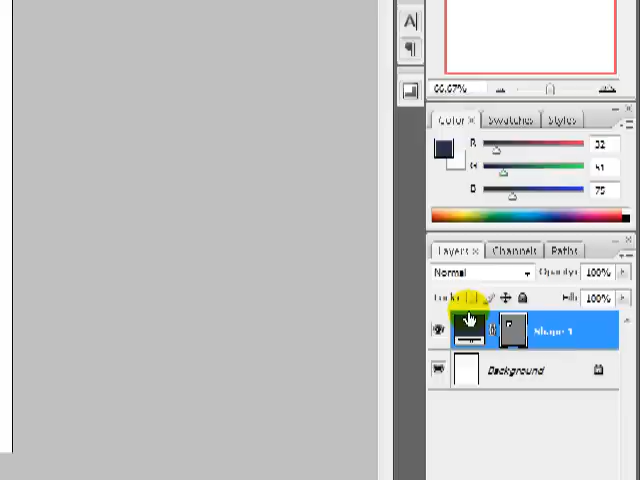 A
66.67%
Color × Swatches Styles
R 32
G
B 75
Layers × Channels Paths
Normal Opacity: 100%
Lock: Fill: 100%
Shape 1
Background